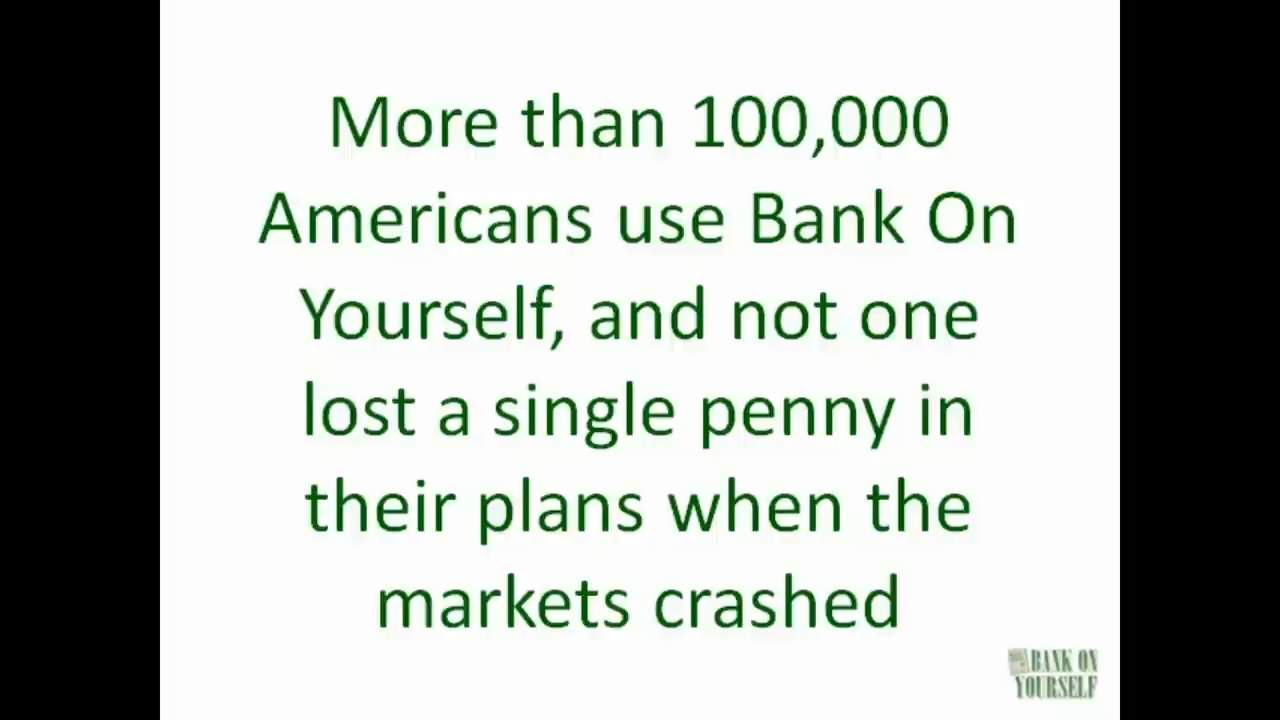 More than 100,000
Americans use Bank On
Yourself, and not one
lost a single penny in
their plans when the
markets crashed
BANK ON
YOURSELF